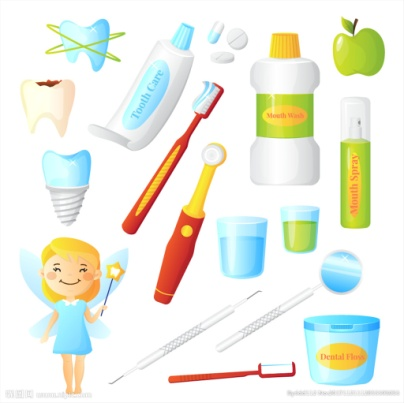 Tooth Care
Mouth Wash
Mouth Spray
Dental Floss